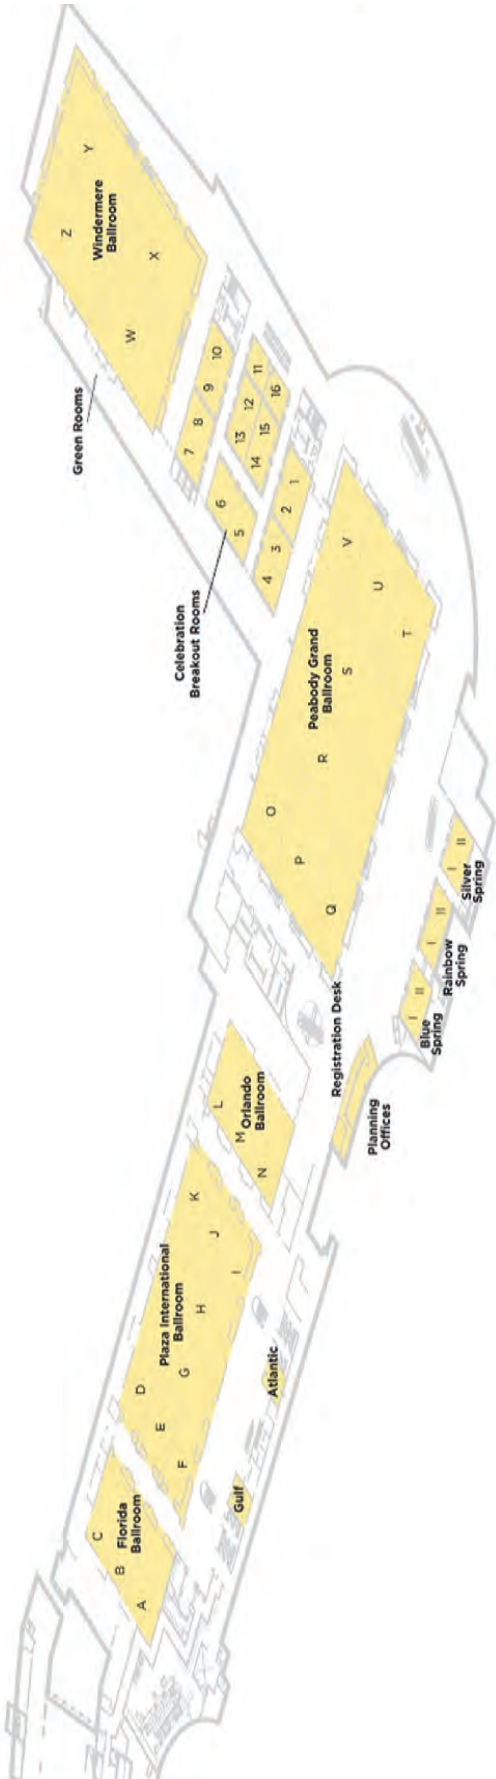 Florida
Ballroom
A
B
C
Plaza International
Ballroom
D
E
F
G
H
I
J
K
Gulf
Atlantic
Orlando
Ballroom
L
M
N
Registration Desk
Planning
Offices
Blue
Spring
I
II
Rainbow
Spring
I
II
Silver
Spring
I
II
Peabody Grand
Ballroom
O
P
Q
R
S
T
U
V
Celebration
Breakout Rooms
1
2
3
4
5
6
7
8
9
10
11
12
13
14
15
16
Green Rooms
Windermere
Ballroom
W
X
Y
Z